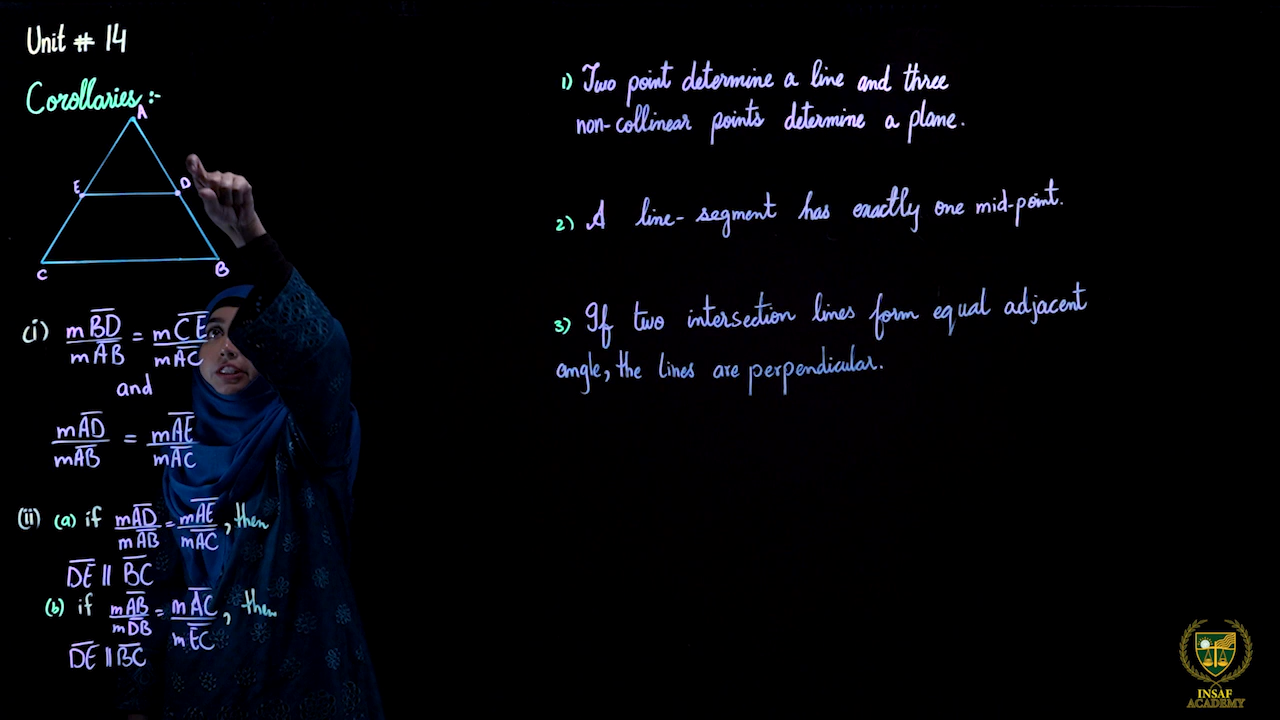 Unit # 14
Corollaries :-
A
E D
C B
(i) mBD/mAB = mCE/mAC
and
mAD/mAB = mAE/mAC
(ii) (a) if mAD/mAB = mAE/mAC, then
DE || BC
(b) if mAB/mDB = mAC/mEC, then
DE || BC
1) Two point determine a line and three
non-collinear points determine a plane.
2) A line-segment has exactly one mid-point.
3) If two intersection lines form equal adjacent
angle, the lines are perpendicular.
INSAF
ACADEMY